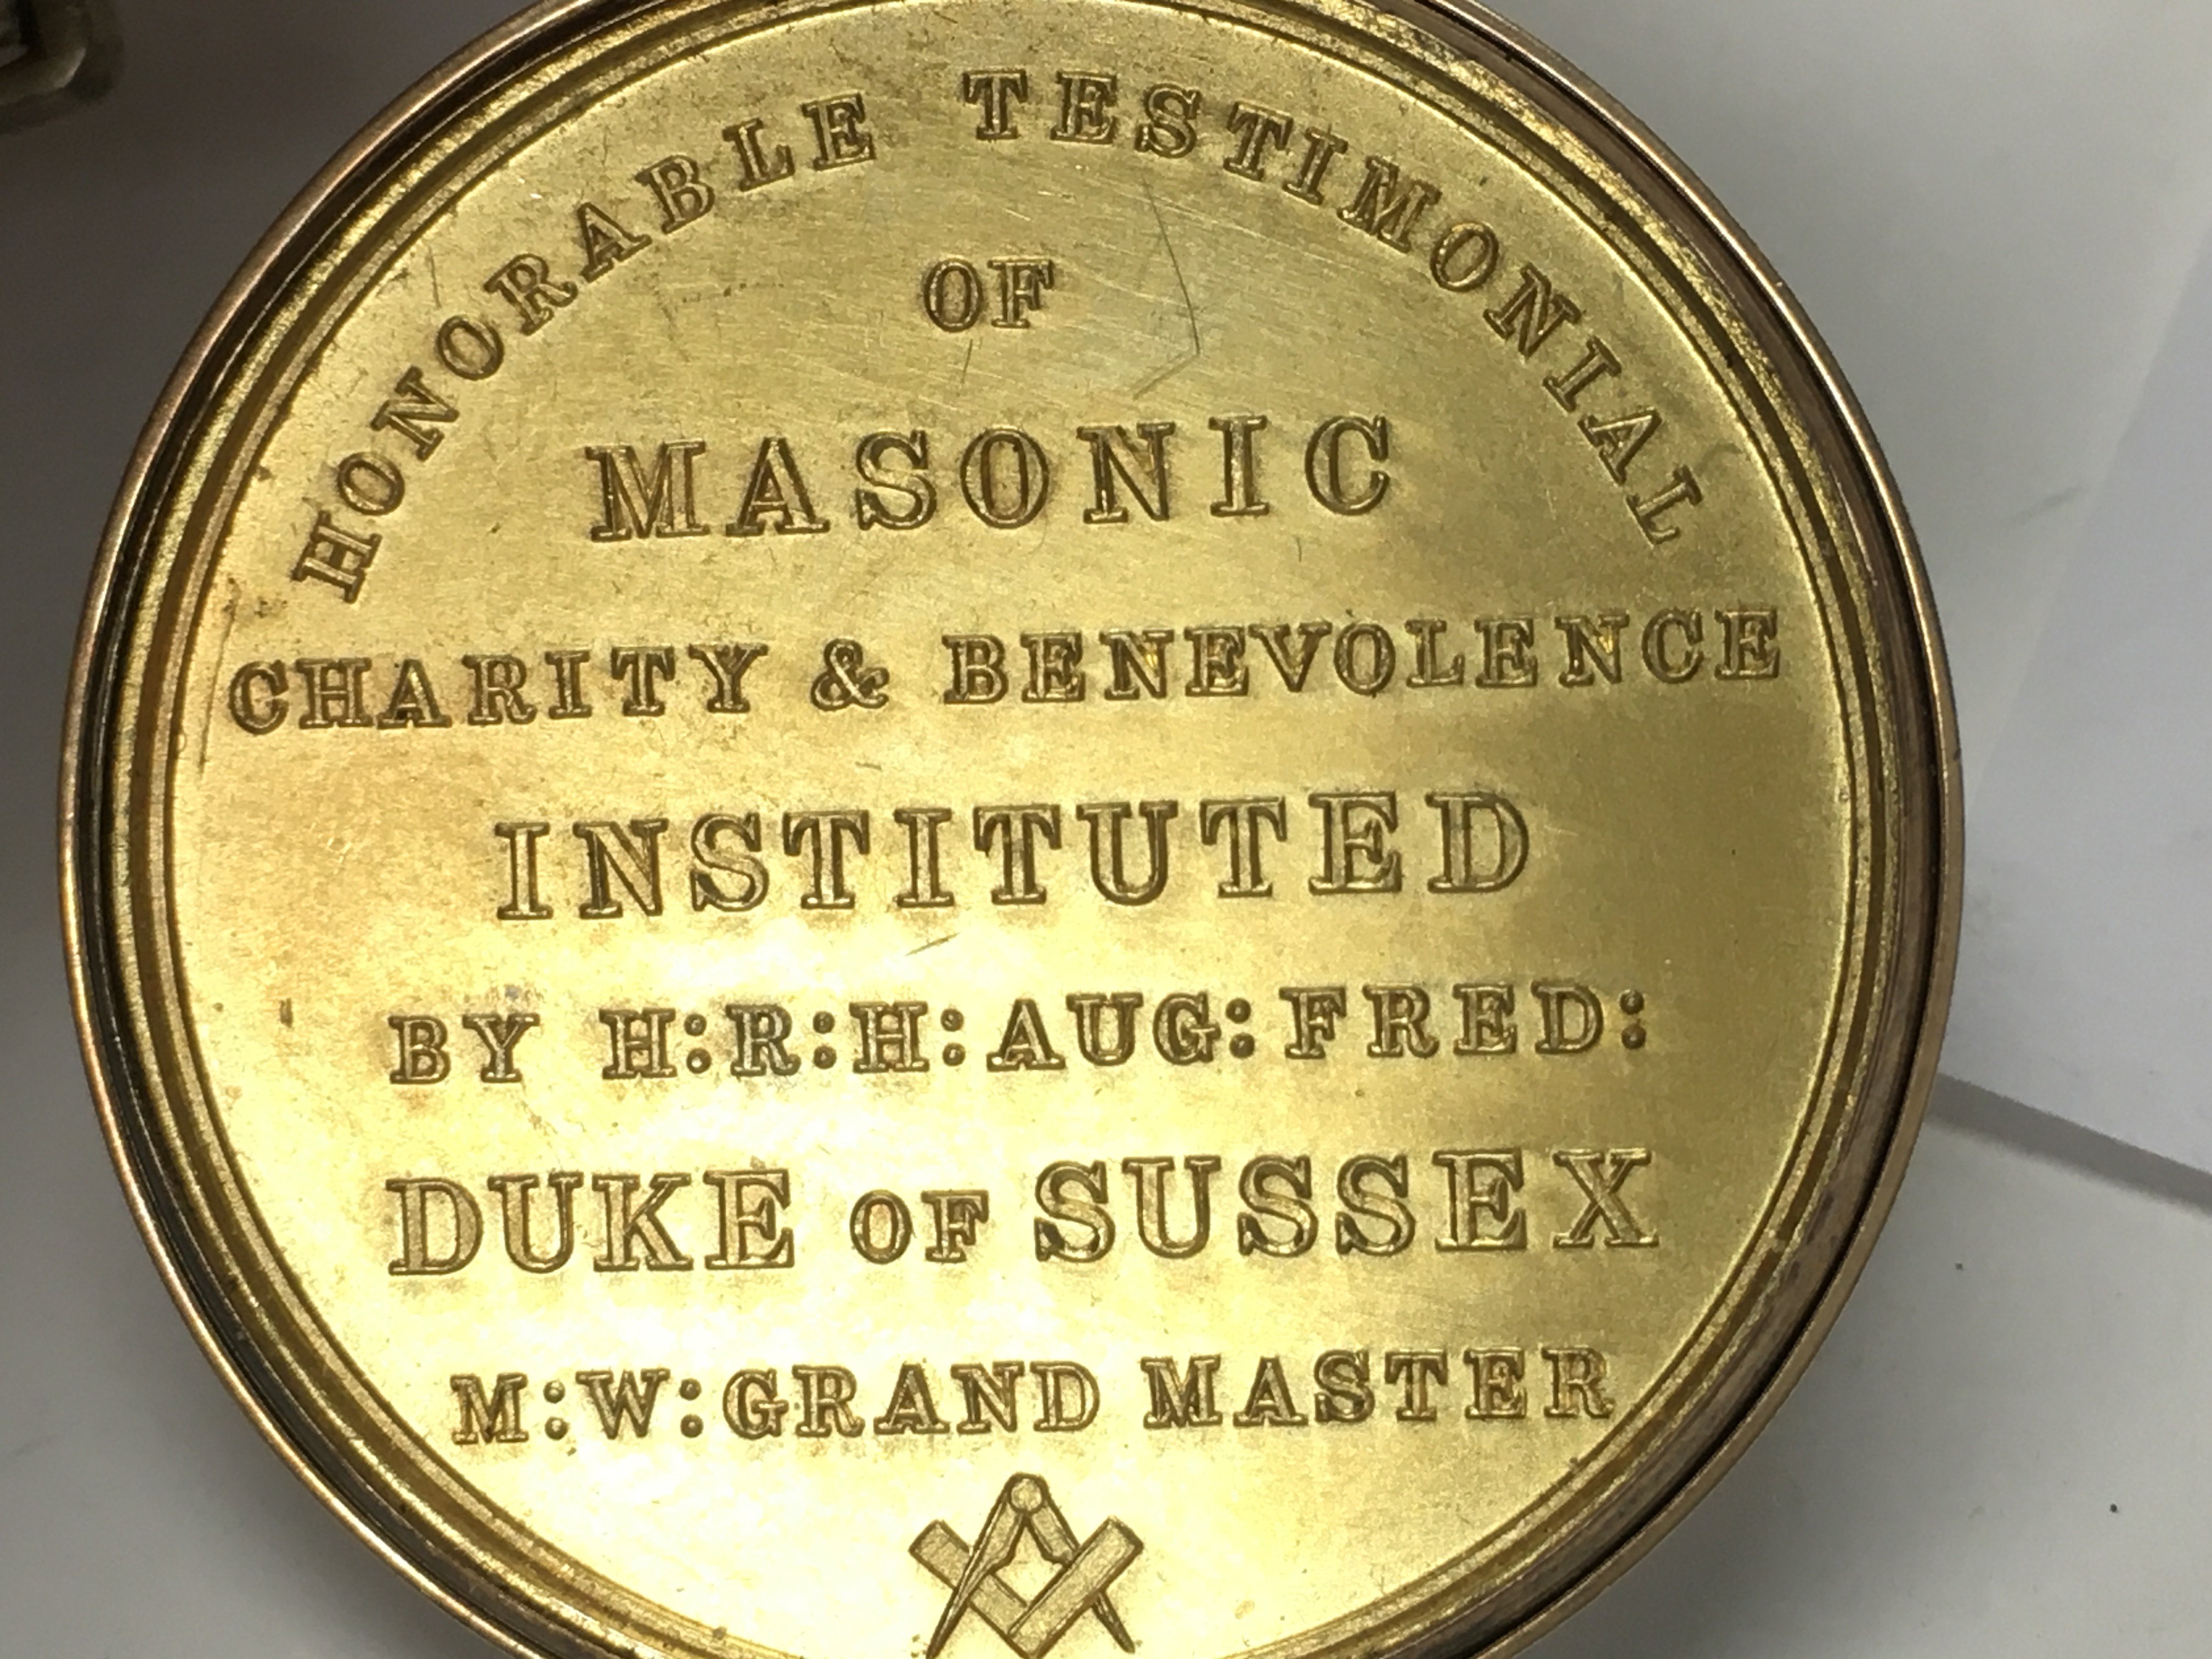 HONORABLE TESTIMONIAL
OF
MASONIC
CHARITY & BENEVOLENCE
INSTITUTED
BY H:R:H: AUG: FRED:
DUKE OF SUSSEX
M:W: GRAND MASTER